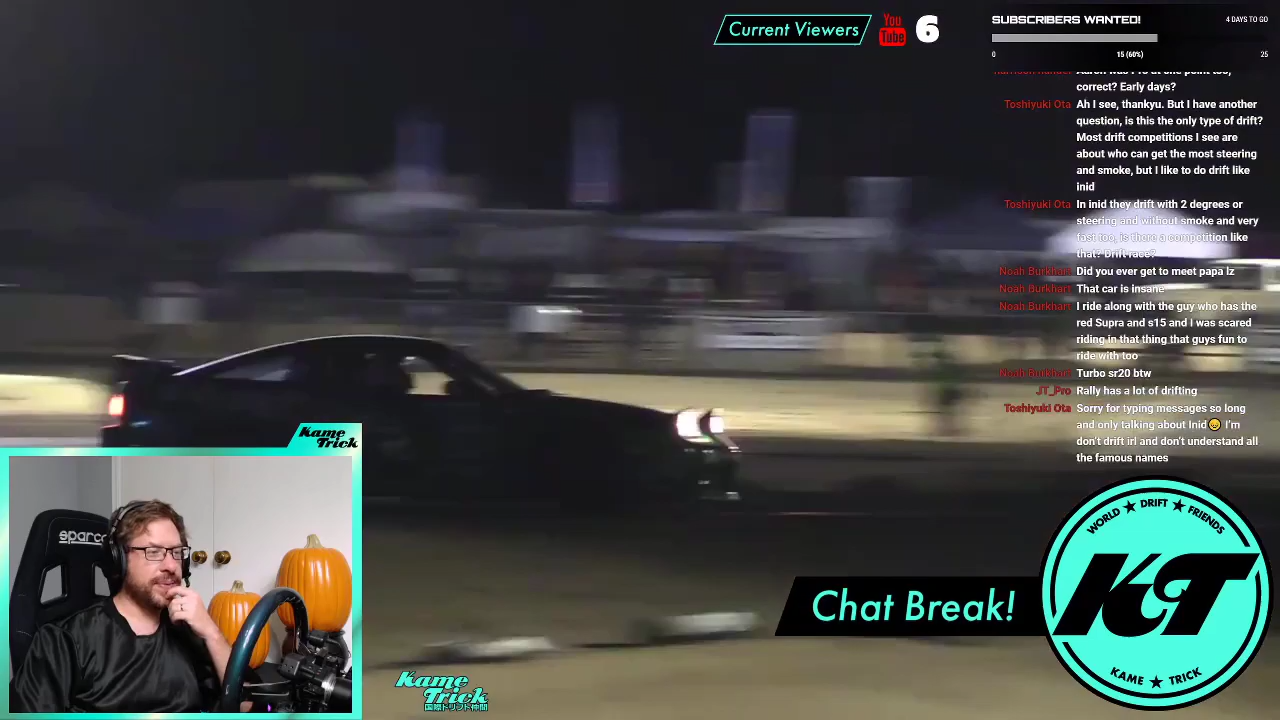 Current Viewers
You
Tube
6
SUBSCRIBERS WANTED!
4 DAYS TO GO
0
15 (60%)
25
correct? Early days?
Toshiyuki Ota Ah I see, thankyu. But I have another
question, is this the only type of drift?
Most drift competitions I see are
about who can get the most steering
and smoke, but I like to do drift like
inid
Toshiyuki Ota In inid they drift with 2 degrees or
steering and without smoke and very
fast too, is there a competition like
that? Drift race?
Noah Burkhart Did you ever get to meet papa lz
Noah Burkhart That car is insane
Noah Burkhart I ride along with the guy who has the
red Supra and s15 and I was scared
riding in that thing that guys fun to
ride with too
Noah Burkhart Turbo sr20 btw
JT_Pro Rally has a lot of drifting
Toshiyuki Ota Sorry for typing messages so long
and only talking about Inid😔 I'm
don't drift irl and don't understand all
the famous names
Kame
Trick
sparco
Chat Break!
WORLD ★ DRIFT ★ FRIENDS
KT
KAME ★ TRICK
Kame
Trick
国際ドリフト仲間